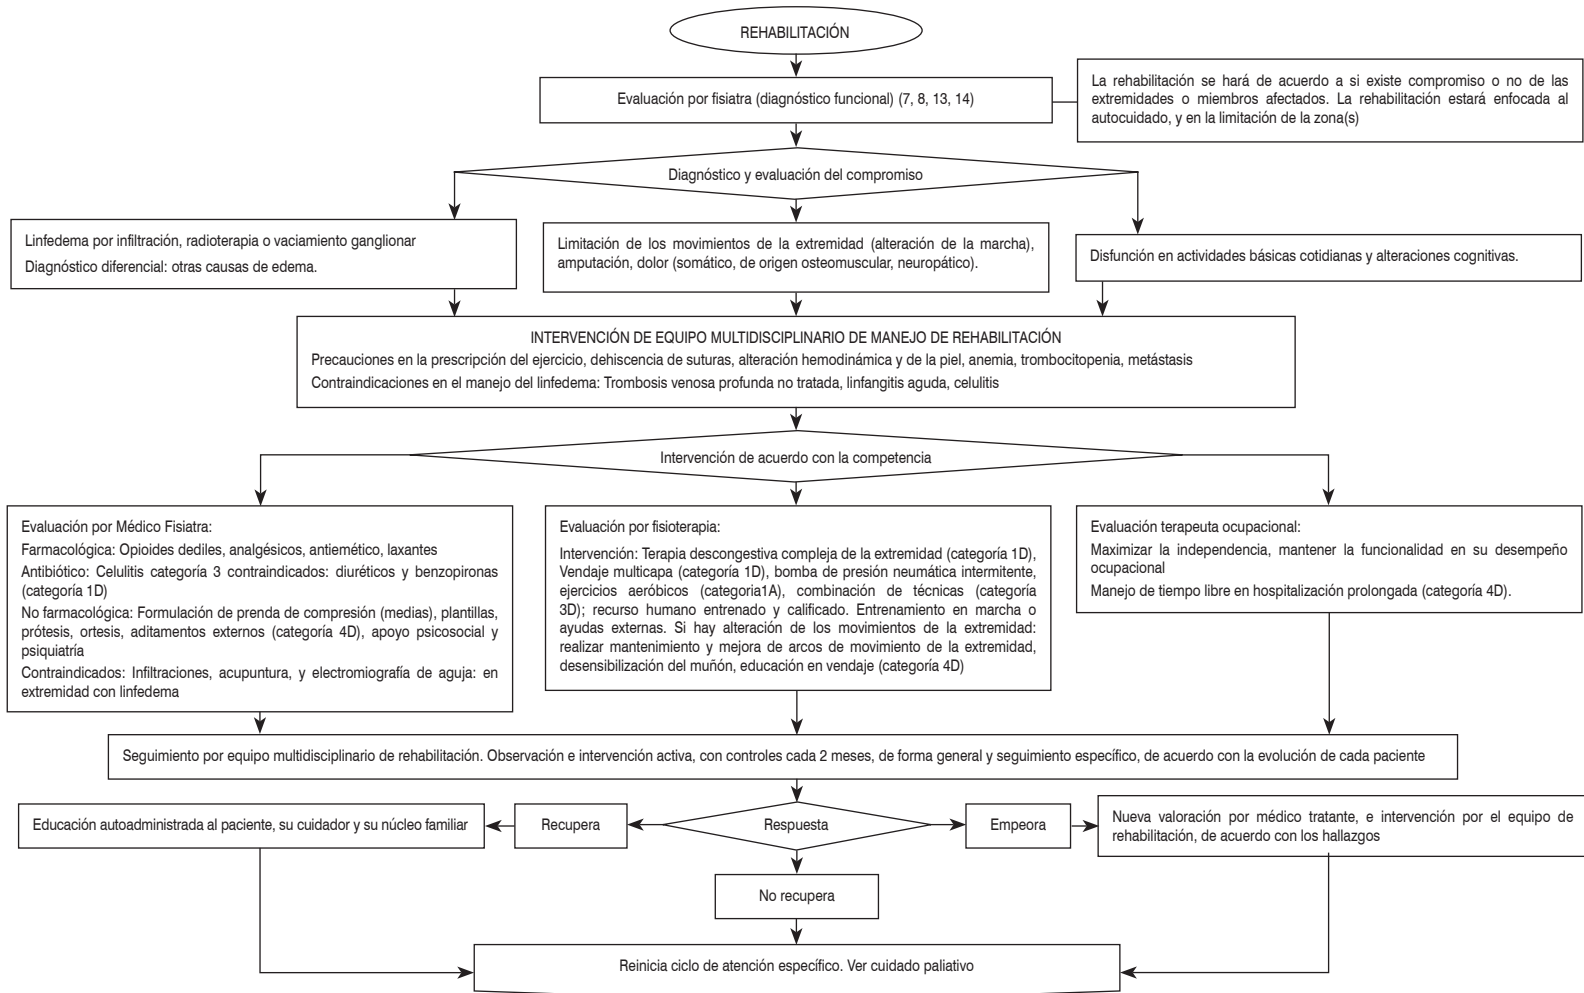 REHABILITACIÓN
Evaluación por fisiatra (diagnóstico funcional) (7, 8, 13, 14)
La rehabilitación se hará de acuerdo a si existe compromiso o no de las
extremidades o miembros afectados. La rehabilitación estará enfocada al
autocuidado, y en la limitación de la zona(s)
Diagnóstico y evaluación del compromiso
Linfedema por infiltración, radioterapia o vaciamiento ganglionar
Diagnóstico diferencial: otras causas de edema.
Limitación de los movimientos de la extremidad (alteración de la marcha),
amputación, dolor (somático, de origen osteomuscular, neuropático).
Disfunción en actividades básicas cotidianas y alteraciones cognitivas.
INTERVENCIÓN DE EQUIPO MULTIDISCIPLINARIO DE MANEJO DE REHABILITACIÓN
Precauciones en la prescripción del ejercicio, dehiscencia de suturas, alteración hemodinámica y de la piel, anemia, trombocitopenia, metástasis
Contraindicaciones en el manejo del linfedema: Trombosis venosa profunda no tratada, linfangitis aguda, celulitis
Intervención de acuerdo con la competencia
Evaluación por Médico Fisiatra:
Farmacológica: Opioides dediles, analgésicos, antiemético, laxantes
Antibiótico: Celulitis categoría 3 contraindicados: diuréticos y benzopironas
(categoría 1D)
No farmacológica: Formulación de prenda de compresión (medias), plantillas,
prótesis, ortesis, aditamentos externos (categoría 4D), apoyo psicosocial y
psiquiatría
Contraindicados: Infiltraciones, acupuntura, y electromiografía de aguja: en
extremidad con linfedema
Evaluación por fisioterapia:
Intervención: Terapia descongestiva compleja de la extremidad (categoría 1D),
Vendaje multicapa (categoría 1D), bomba de presión neumática intermitente,
ejercicios aeróbicos (categoria1A), combinación de técnicas (categoría
3D); recurso humano entrenado y calificado. Entrenamiento en marcha o
ayudas externas. Si hay alteración de los movimientos de la extremidad:
realizar mantenimiento y mejora de arcos de movimiento de la extremidad,
desensibilización del muñón, educación en vendaje (categoría 4D)
Evaluación terapeuta ocupacional:
Maximizar la independencia, mantener la funcionalidad en su desempeño
ocupacional
Manejo de tiempo libre en hospitalización prolongada (categoría 4D).
Seguimiento por equipo multidisciplinario de rehabilitación. Observación e intervención activa, con controles cada 2 meses, de forma general y seguimiento específico, de acuerdo con la evolución de cada paciente
Educación autoadministrada al paciente, su cuidador y su núcleo familiar
Recupera
Respuesta
Empeora
Nueva valoración por médico tratante, e intervención por el equipo de
rehabilitación, de acuerdo con los hallazgos
No recupera
Reinicia ciclo de atención específico. Ver cuidado paliativo